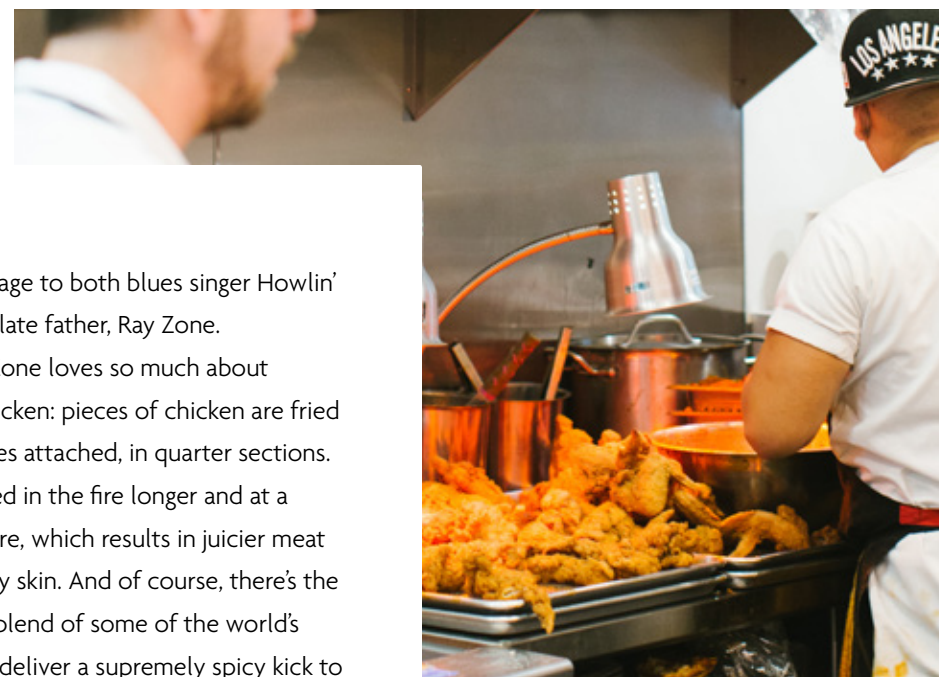 LOS ANGELE
age to both blues singer Howlin’
late father, Ray Zone.
one loves so much about
cken: pieces of chicken are fried
es attached, in quarter sections.
ed in the fire longer and at a
re, which results in juicier meat
y skin. And of course, there’s the
blend of some of the world’s
deliver a supremely spicy kick to